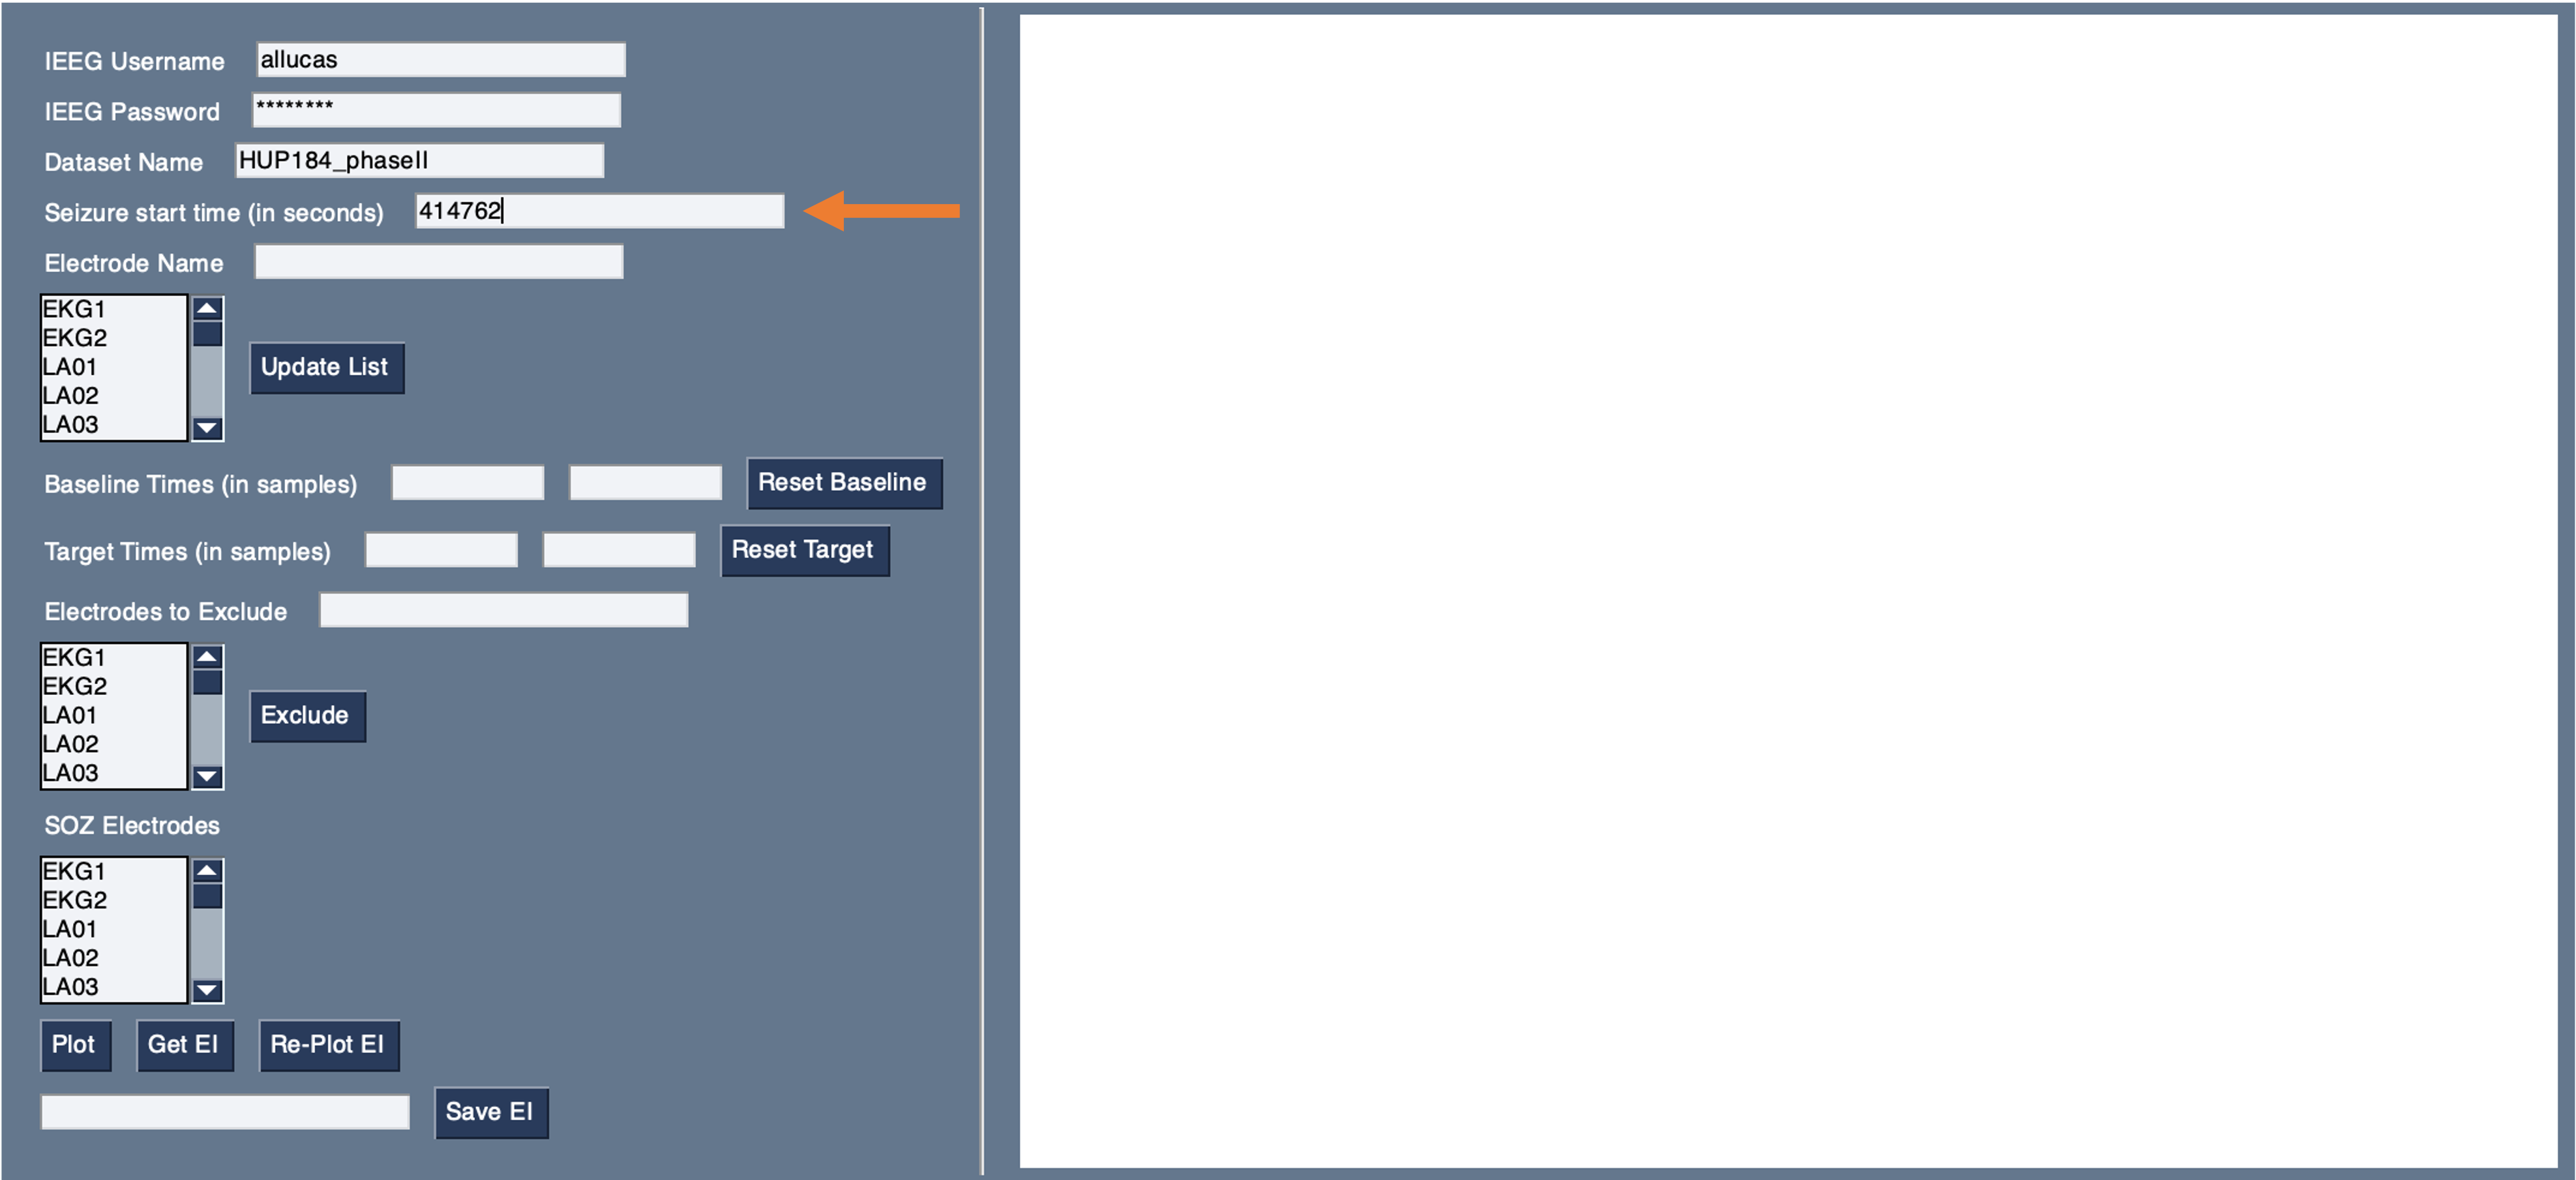 IEEG Username allucas
IEEG Password ********
Dataset Name HUP184_phaseII
Seizure start time (in seconds) 414762
Electrode Name
EKG1
EKG2
LA01
LA02
LA03
Update List
Baseline Times (in samples) Reset Baseline
Target Times (in samples) Reset Target
Electrodes to Exclude
EKG1
EKG2
LA01
LA02
LA03
Exclude
SOZ Electrodes
EKG1
EKG2
LA01
LA02
LA03
Plot Get EI Re-Plot EI
Save EI